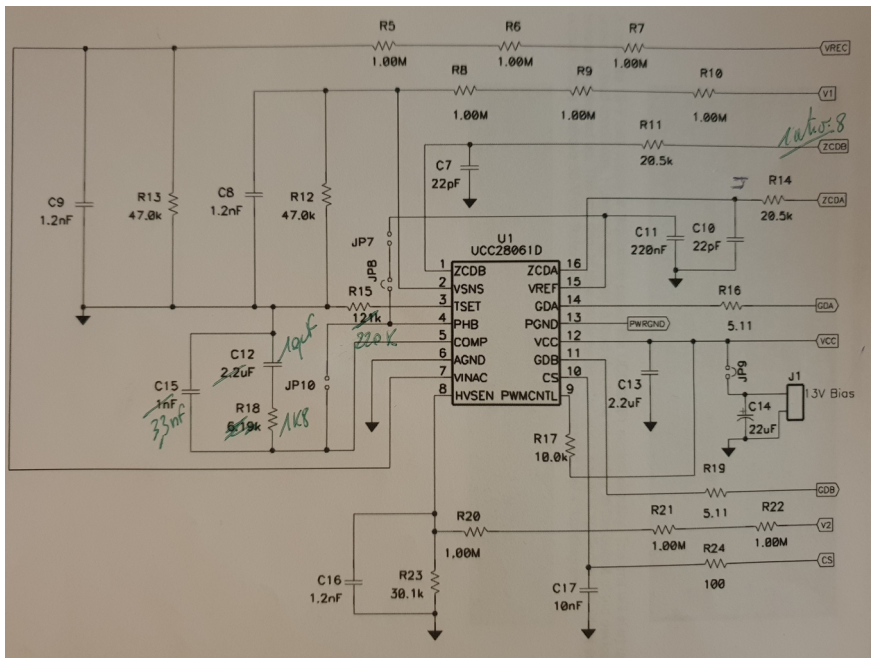 R5
R6
R7
VREC
1.00M
1.00M
1.00M
R8
R9
R10
V1
1.00M
1.00M
1.00M
R11
ratio:8
ZCDB
C7
20.5k
22pF
R14
ZCDA
20.5k
C9
1.2nF
R13
47.0k
C8
1.2nF
R12
47.0k
JP7
C11
220nF
C10
22pF
U1
UCC28061D
JP8
1 ZCDB ZCDA 16
2 VSNS VREF 15
3 TSET GDA 14
4 PHB PGND 13
5 COMP VCC 12
6 AGND GDB 11
7 VINAC CS 10
8 HVSEN PWMCNTL 9
R15
121k
220K
R16
5.11
GDA
PWRGND
VCC
C12
2.2uF
10µF
C15
1nF
3,3nF
R18
6.19k
1K8
JP10
C13
2.2uF
JP9
J1
13V Bias
C14
22uF
R17
10.0k
R19
5.11
GDB
R20
1,00M
R21
1.00M
R22
1.00M
V2
R24
100
CS
C16
1.2nF
R23
30.1k
C17
10nF